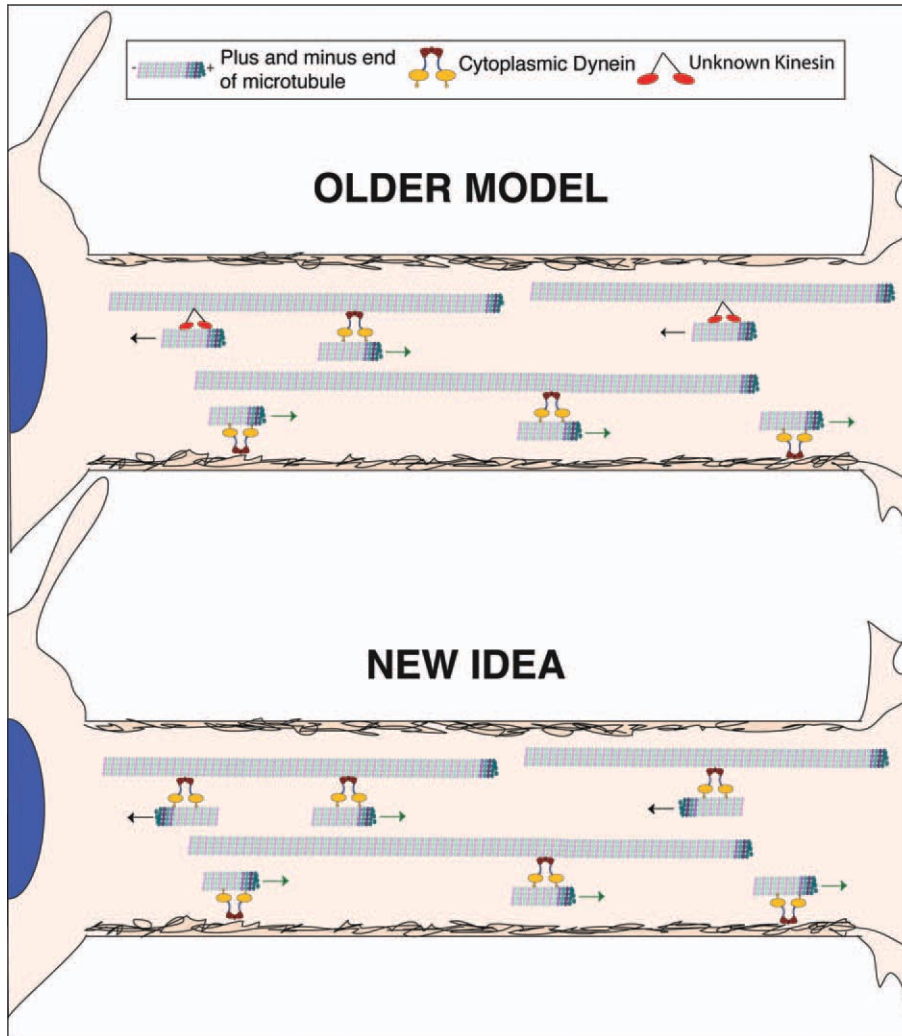 - + Plus and minus end
of microtubule
Cytoplasmic Dynein
Unknown Kinesin
OLDER MODEL
NEW IDEA